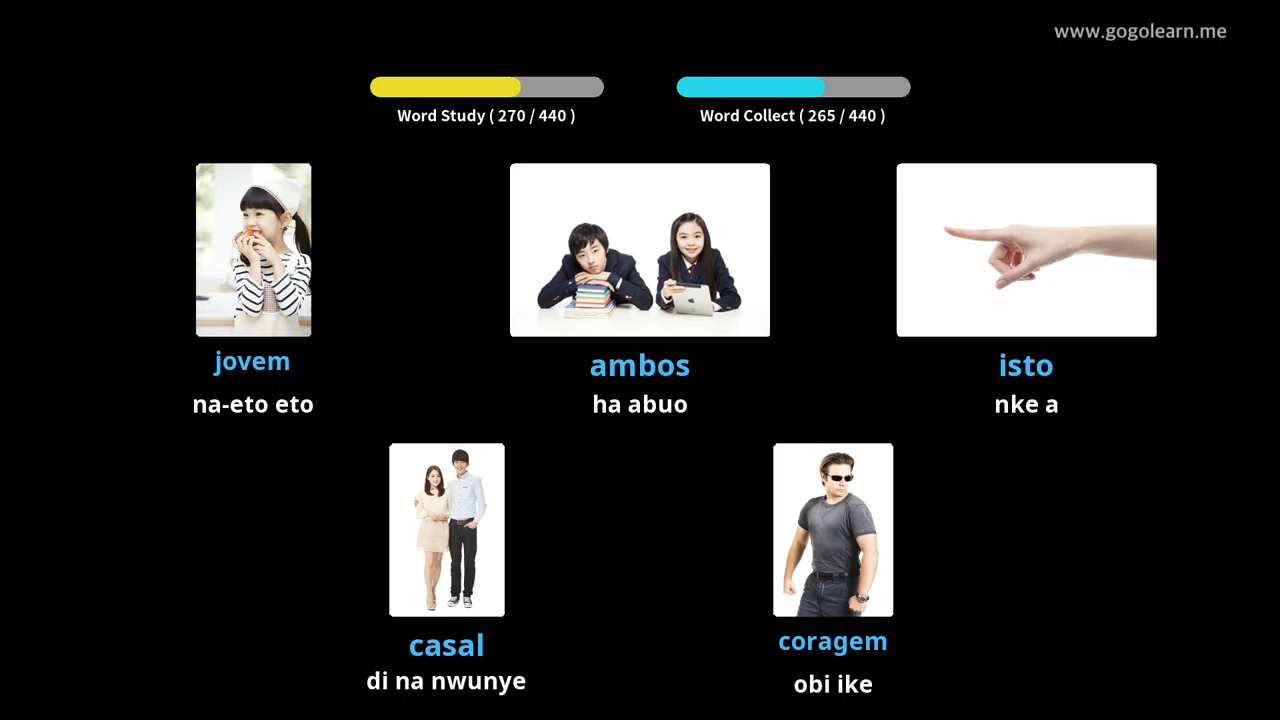 www.gogolearn.me
Word Study ( 270 / 440 )
Word Collect ( 265 / 440 )
jovem
na-eto eto
ambos
ha abuo
isto
nke a
casal
di na nwunye
coragem
obi ike